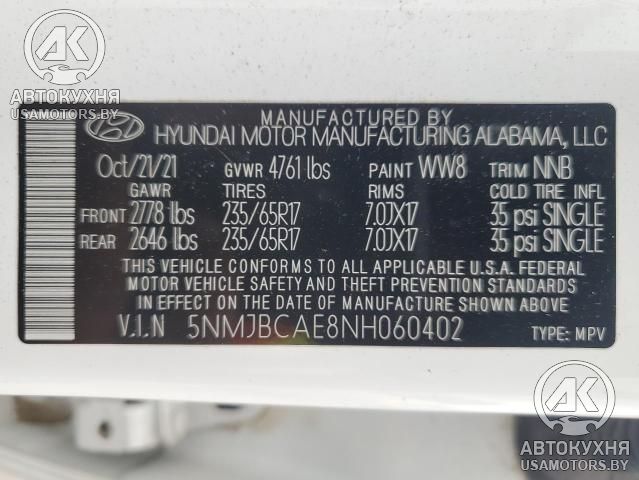 АВТОКУХНЯ
USAMOTORS.BY
MANUFACTURED BY
HYUNDAI MOTOR MANUFACTURING ALABAMA, LLC
Oct/21/21 GVWR 4761 lbs PAINT WW8 TRIM NNB
GAWR TIRES RIMS COLD TIRE INFL
FRONT 2778 lbs 235/65R17 7.0JX17 35 psi SINGLE
REAR 2646 lbs 235/65R17 7.0JX17 35 psi SINGLE
THIS VEHICLE CONFORMS TO ALL APPLICABLE U.S.A. FEDERAL
MOTOR VEHICLE SAFETY AND THEFT PREVENTION STANDARDS
IN EFFECT ON THE DATE OF MANUFACTURE SHOWN ABOVE.
V.I.N 5NMJBCAE8NH060402 TYPE: MPV
АВТОКУХНЯ
USAMOTORS.BY